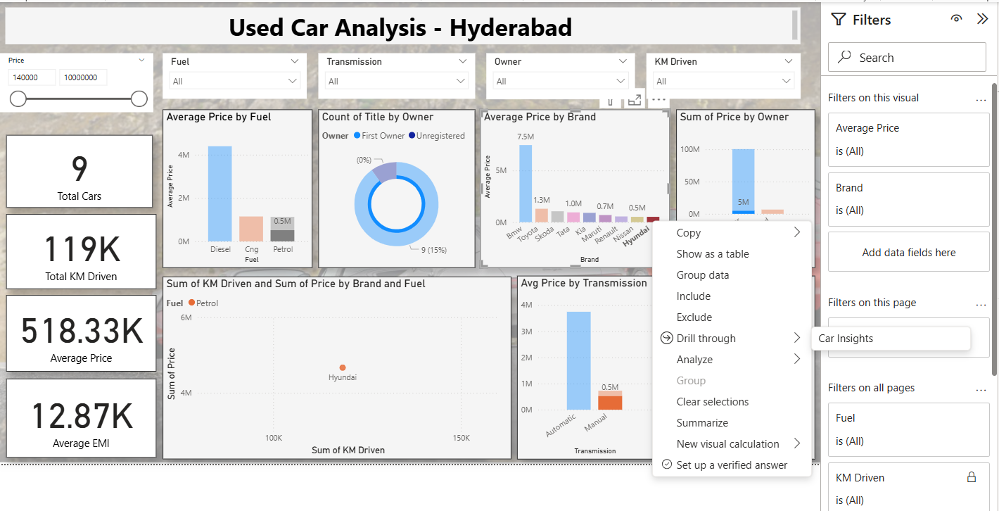 Used Car Analysis - Hyderabad
Filters
Search
Price
140000 10000000
Fuel
All
Transmission
All
Owner
All
KM Driven
All
9
Total Cars
119K
Total KM Driven
518.33K
Average Price
12.87K
Average EMI
Average Price by Fuel
Average Price
4M
2M
0M
0.5M
Diesel Cng Petrol
Fuel
Count of Title by Owner
Owner First Owner Unregistered
(0%)
9 (15%)
Average Price by Brand
Average Price
7.5M
5M
1.3M 1.0M 0.7M 0.5M
0M
Bmw Toyota Skoda Tata Kia Maruti Renault Nissan Hyundai
Brand
Sum of Price by Owner
100M
50M
5M
0M
Sum of KM Driven and Sum of Price by Brand and Fuel
Fuel Petrol
Sum of Price
6M
Hyundai
4M
100K 150K
Sum of KM Driven
Avg Price by Transmission
4M
3M
2M
1M
0.5M
0M
Automatic Manual
Transmission
Copy
Show as a table
Group data
Include
Exclude
Drill through
Car Insights
Analyze
Group
Clear selections
Summarize
New visual calculation
Set up a verified answer
Filters on this visual
Average Price
is (All)
Brand
is (All)
Add data fields here
Filters on this page
Filters on all pages
Fuel
is (All)
KM Driven
is (All)